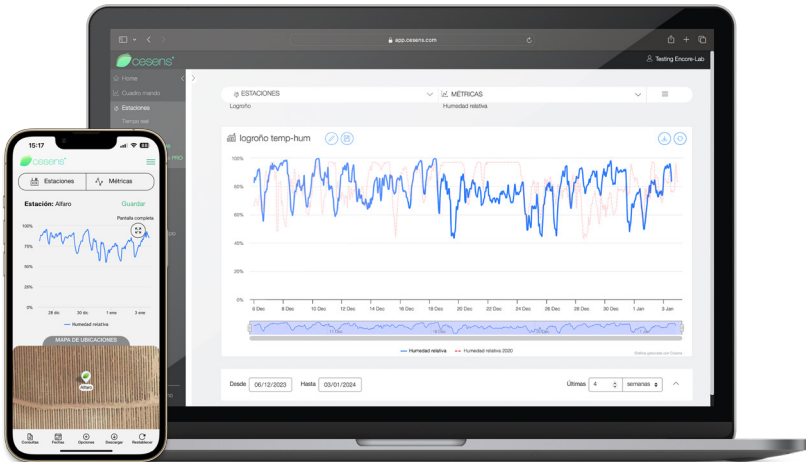 app.cesens.com
cesens®
Testing Encore-Lab
Home
Cuadro mando
Estaciones
Tiempo real
PRO
ESTACIONES
Logroño
MÉTRICAS
Humedad relativa
logroño temp-hum
100%
80%
60%
40%
20%
0%
6 Dec 8 Dec 10 Dec 12 Dec 14 Dec 16 Dec 18 Dec 20 Dec 22 Dec 24 Dec 26 Dec 28 Dec 30 Dec 1 Jan 3 Jan
Humedad relativa Humedad relativa 2020
Gráfica generada con Cesens
Desde 06/12/2023 Hasta 03/01/2024 Últimas 4 semanas
15:17
cesens®
Estaciones Métricas
Estación: Alfaro Guardar
Pantalla completa
100%
75%
50%
25%
0%
28 dic 30 dic 1 ene 3 ene
Humedad relativa
MAPA DE UBICACIONES
Alfaro
Consultas Fechas Opciones Descargar Restablecer